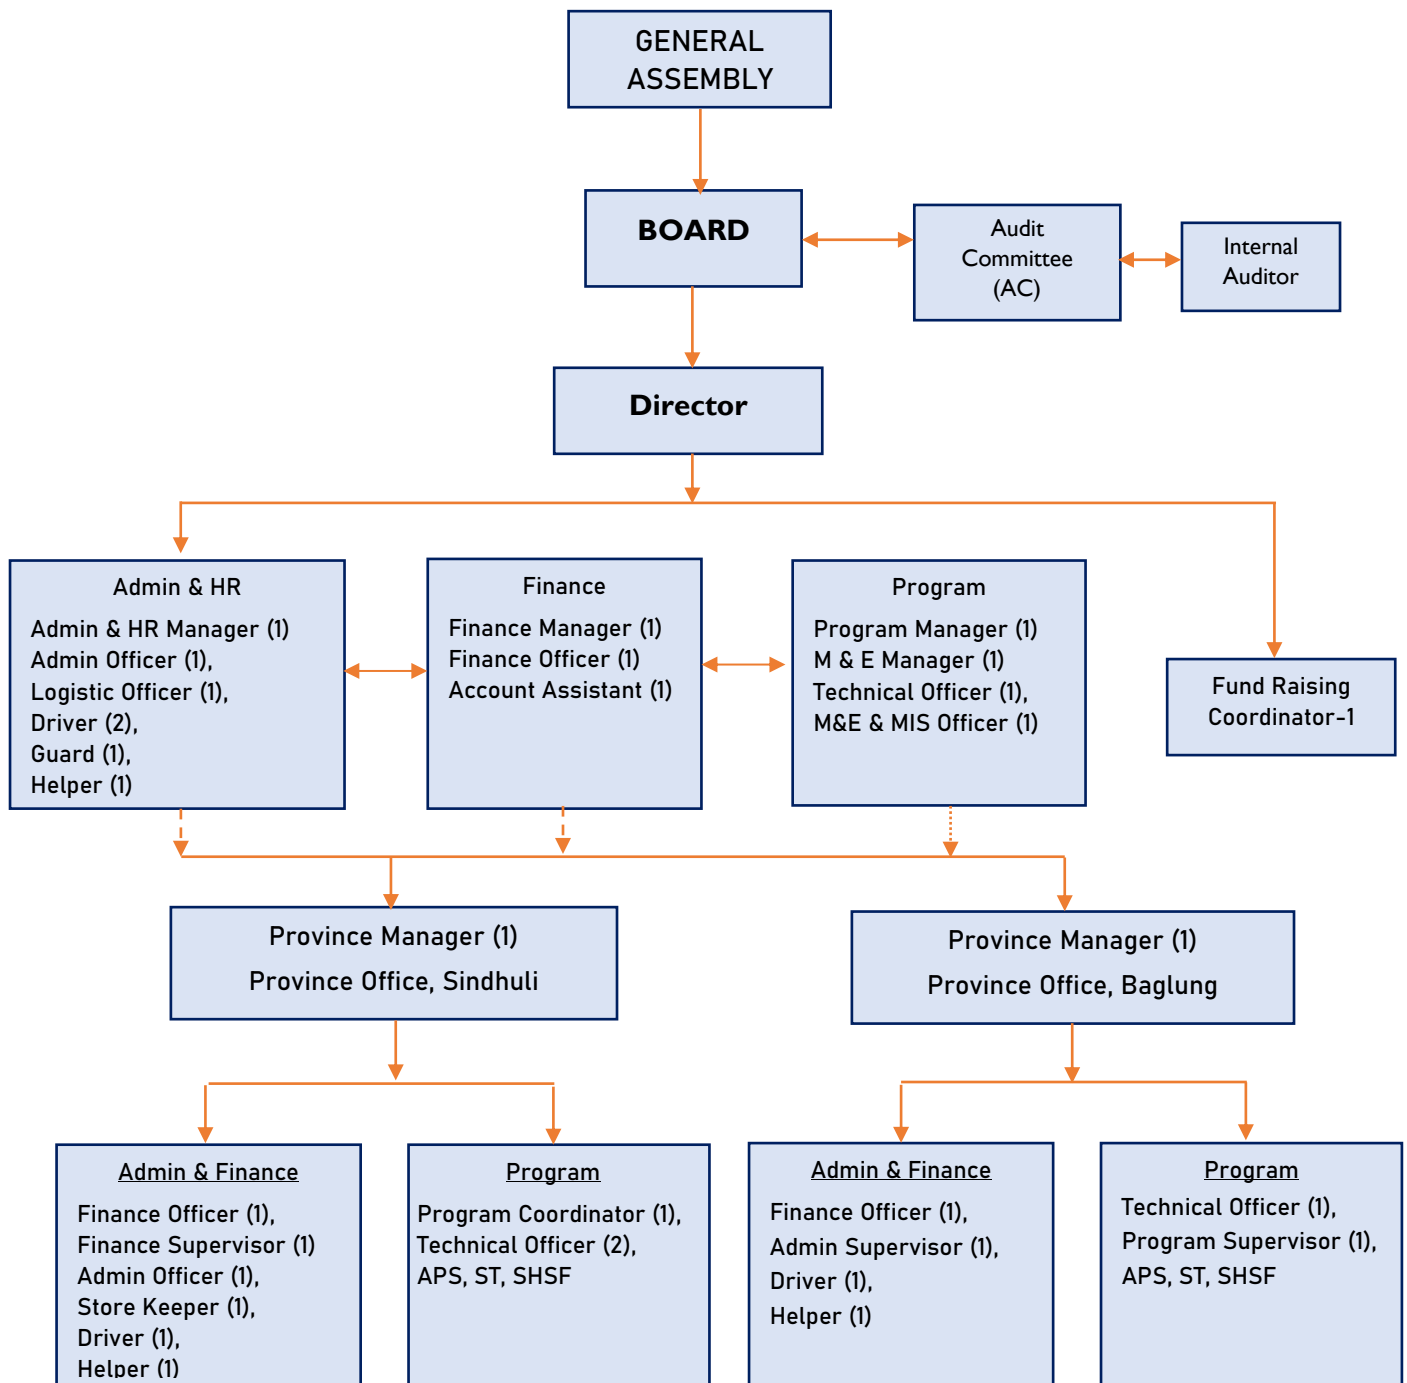 GENERAL
ASSEMBLY
BOARD
Audit
Committee
(AC)
Internal
Auditor
Director
Admin & HR
Admin & HR Manager (1)
Admin Officer (1),
Logistic Officer (1),
Driver (2),
Guard (1),
Helper (1)
Finance
Finance Manager (1)
Finance Officer (1)
Account Assistant (1)
Program
Program Manager (1)
M & E Manager (1)
Technical Officer (1),
M&E & MIS Officer (1)
Fund Raising
Coordinator-1
Province Manager (1)
Province Office, Sindhuli
Province Manager (1)
Province Office, Baglung
Admin & Finance
Finance Officer (1),
Finance Supervisor (1)
Admin Officer (1),
Store Keeper (1),
Driver (1),
Helper (1)
Program
Program Coordinator (1),
Technical Officer (2),
APS, ST, SHSF
Admin & Finance
Finance Officer (1),
Admin Supervisor (1),
Driver (1),
Helper (1)
Program
Technical Officer (1),
Program Supervisor (1),
APS, ST, SHSF